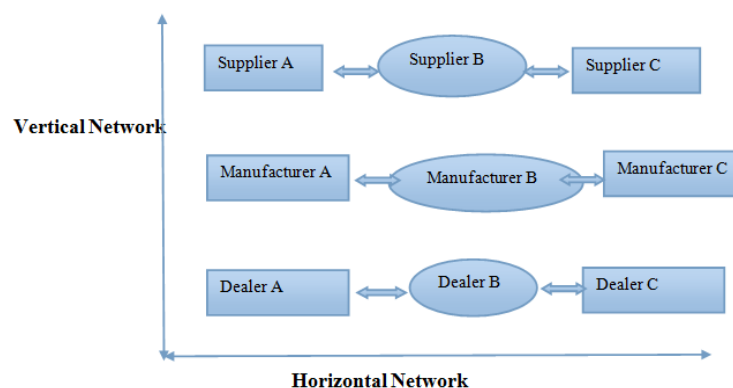 Supplier A
Supplier B
Supplier C
Vertical Network
Manufacturer A
Manufacturer B
Manufacturer C
Dealer A
Dealer B
Dealer C
Horizontal Network